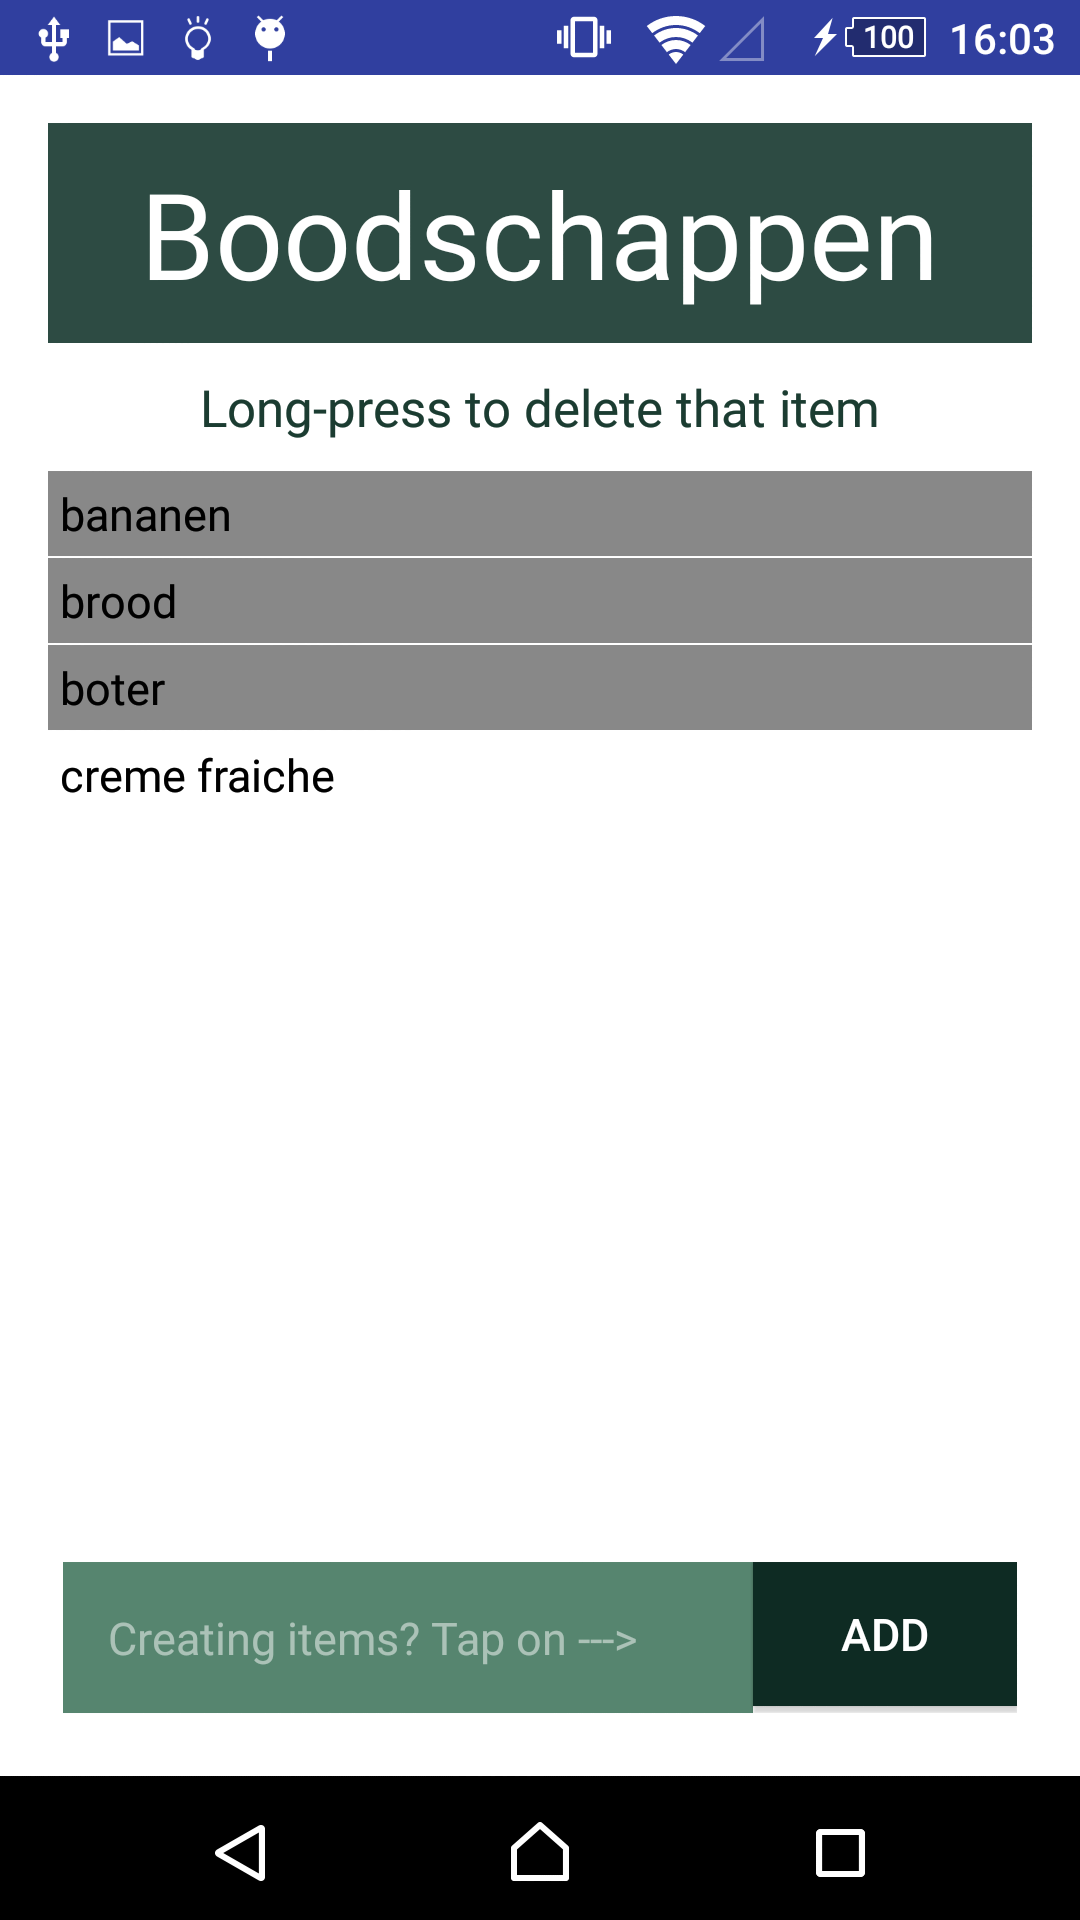 100 16:03
Boodschappen
Long-press to delete that item
bananen
brood
boter
creme fraiche
Creating items? Tap on --->
ADD